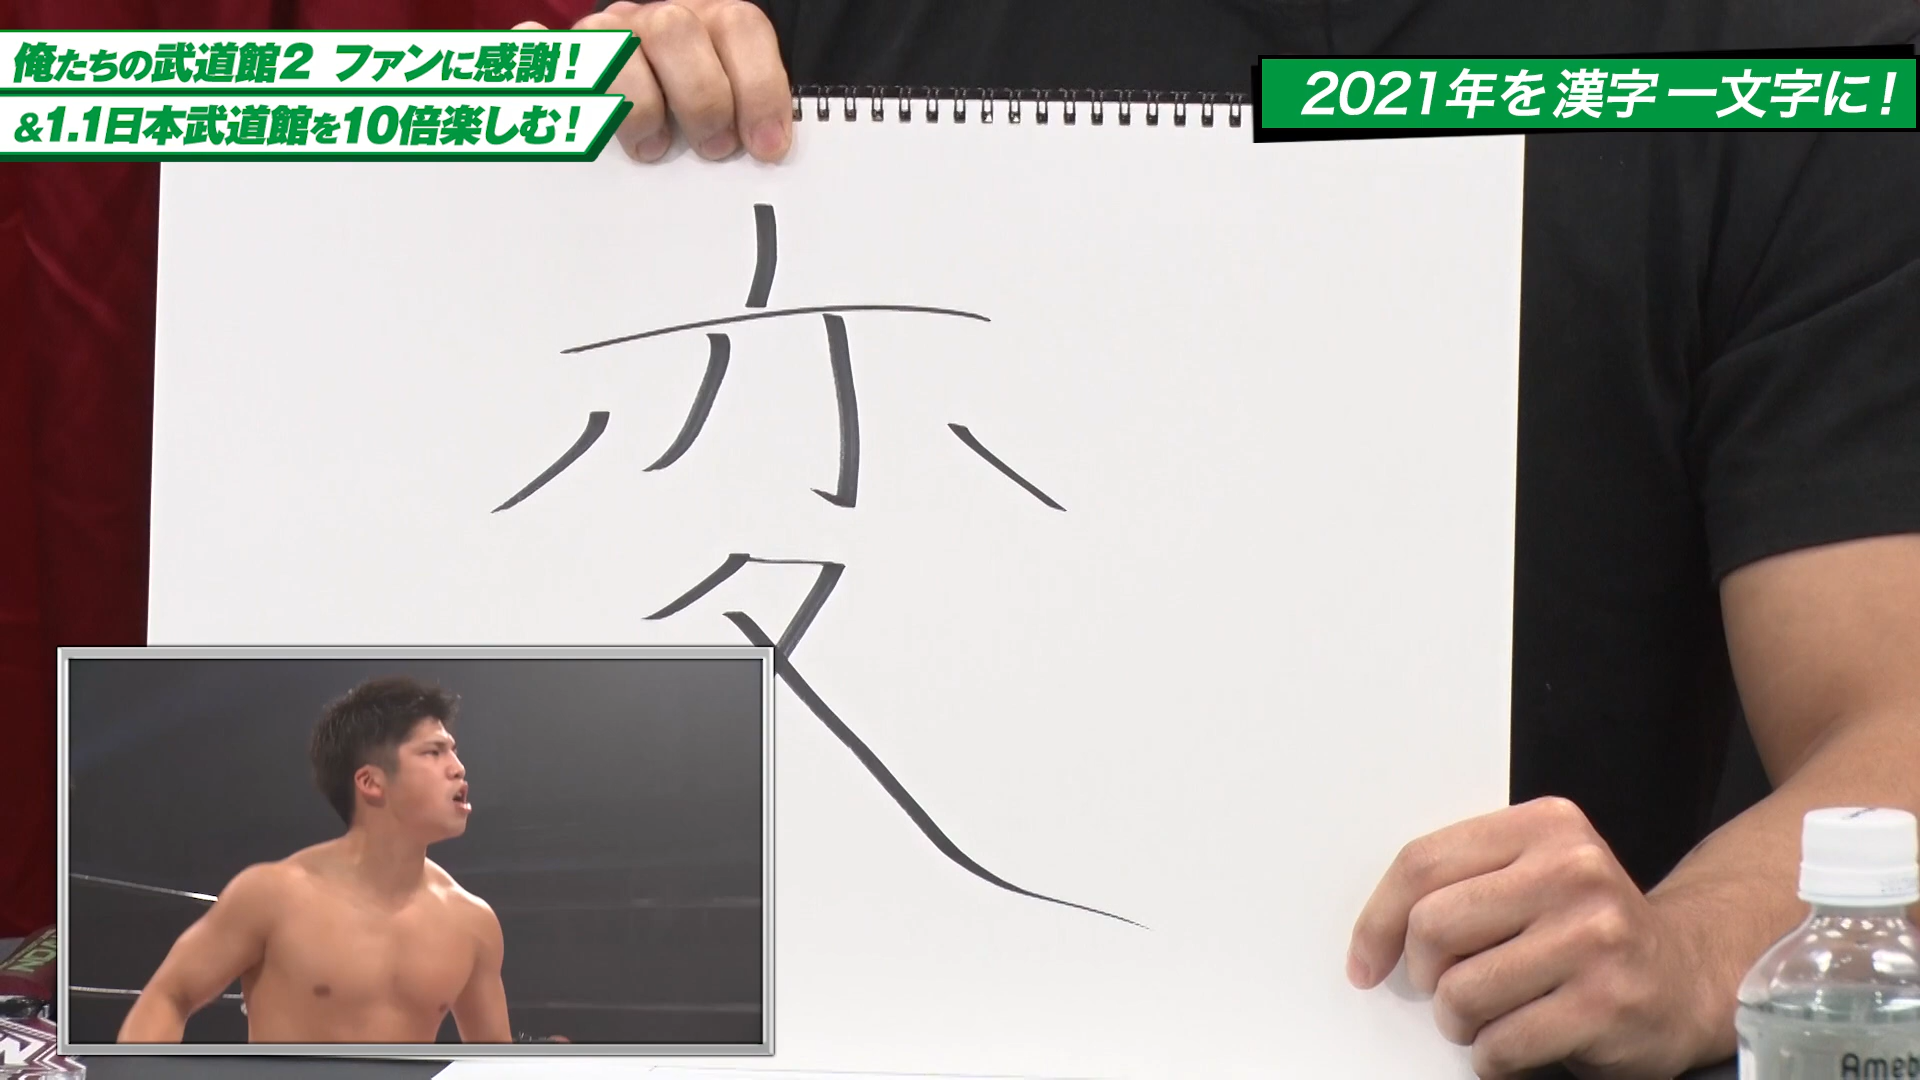 俺たちの武道館2 ファンに感謝!
&1.1日本武道館を10倍楽しむ!
2021年を漢字一文字に!
変
NON
Ameb